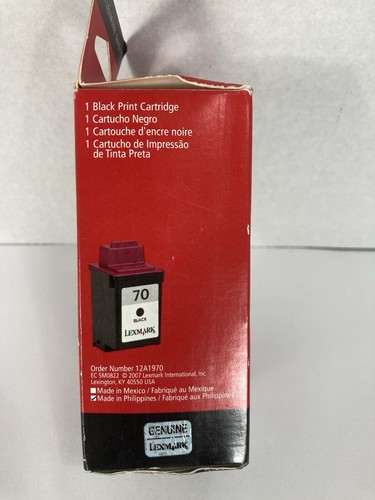 1 Black Print Cartridge
1 Cartucho Negro
1 Cartouche d'encre noire
1 Cartucho de Impressão
de Tinta Preta
70
BLACK
LEXMARK
Order Number 12A1970
EC 5M0822 © 2007 Lexmark International, Inc.
Lexington, KY 40550 USA
Made in Mexico / Fabriqué au Mexique
Made in Philippines / Fabriqué aux Philippines
GENUINE
LEXMARK